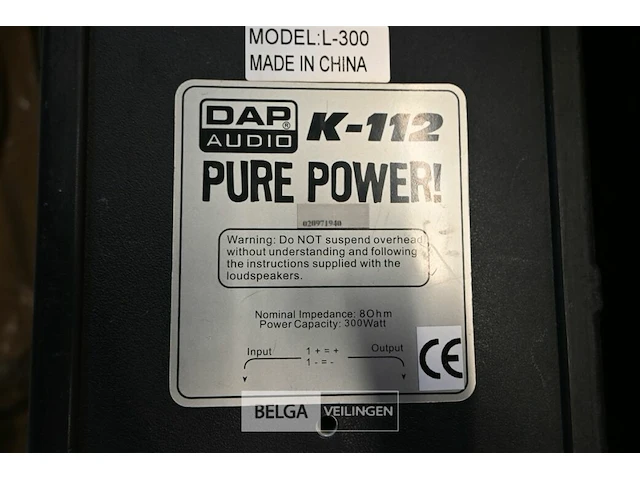 MODEL:L-300
MADE IN CHINA
DAP® AUDIO K-112
PURE POWER!
020971940
Warning: Do NOT suspend overhead
without understanding and following
the instructions supplied with the
loudspeakers.
Nominal Impedance: 8Ohm
Power Capacity: 300Watt
Input 1 + = + Output
1 - = -
CE
BELGA VEILINGEN